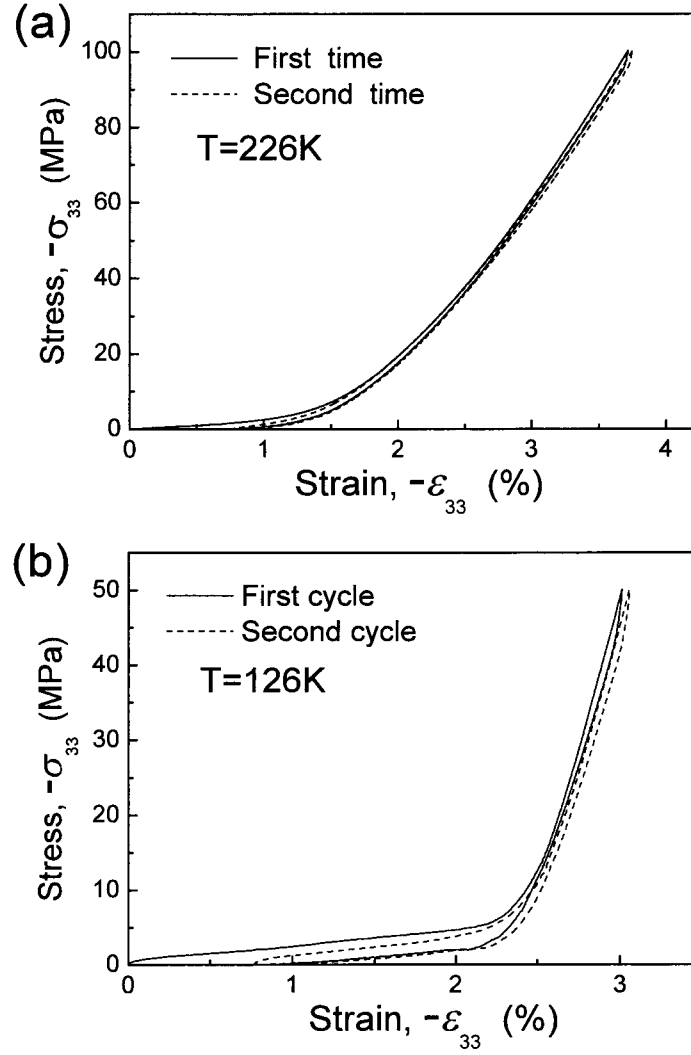 (a)
100
80
60
40
20
0
Stress, -σ33 (MPa)
First time
Second time
T=226K
0 1 2 3 4
Strain, -ε33 (%)
(b)
50
40
30
20
10
0
Stress, -σ33 (MPa)
First cycle
Second cycle
T=126K
0 1 2 3
Strain, -ε33 (%)